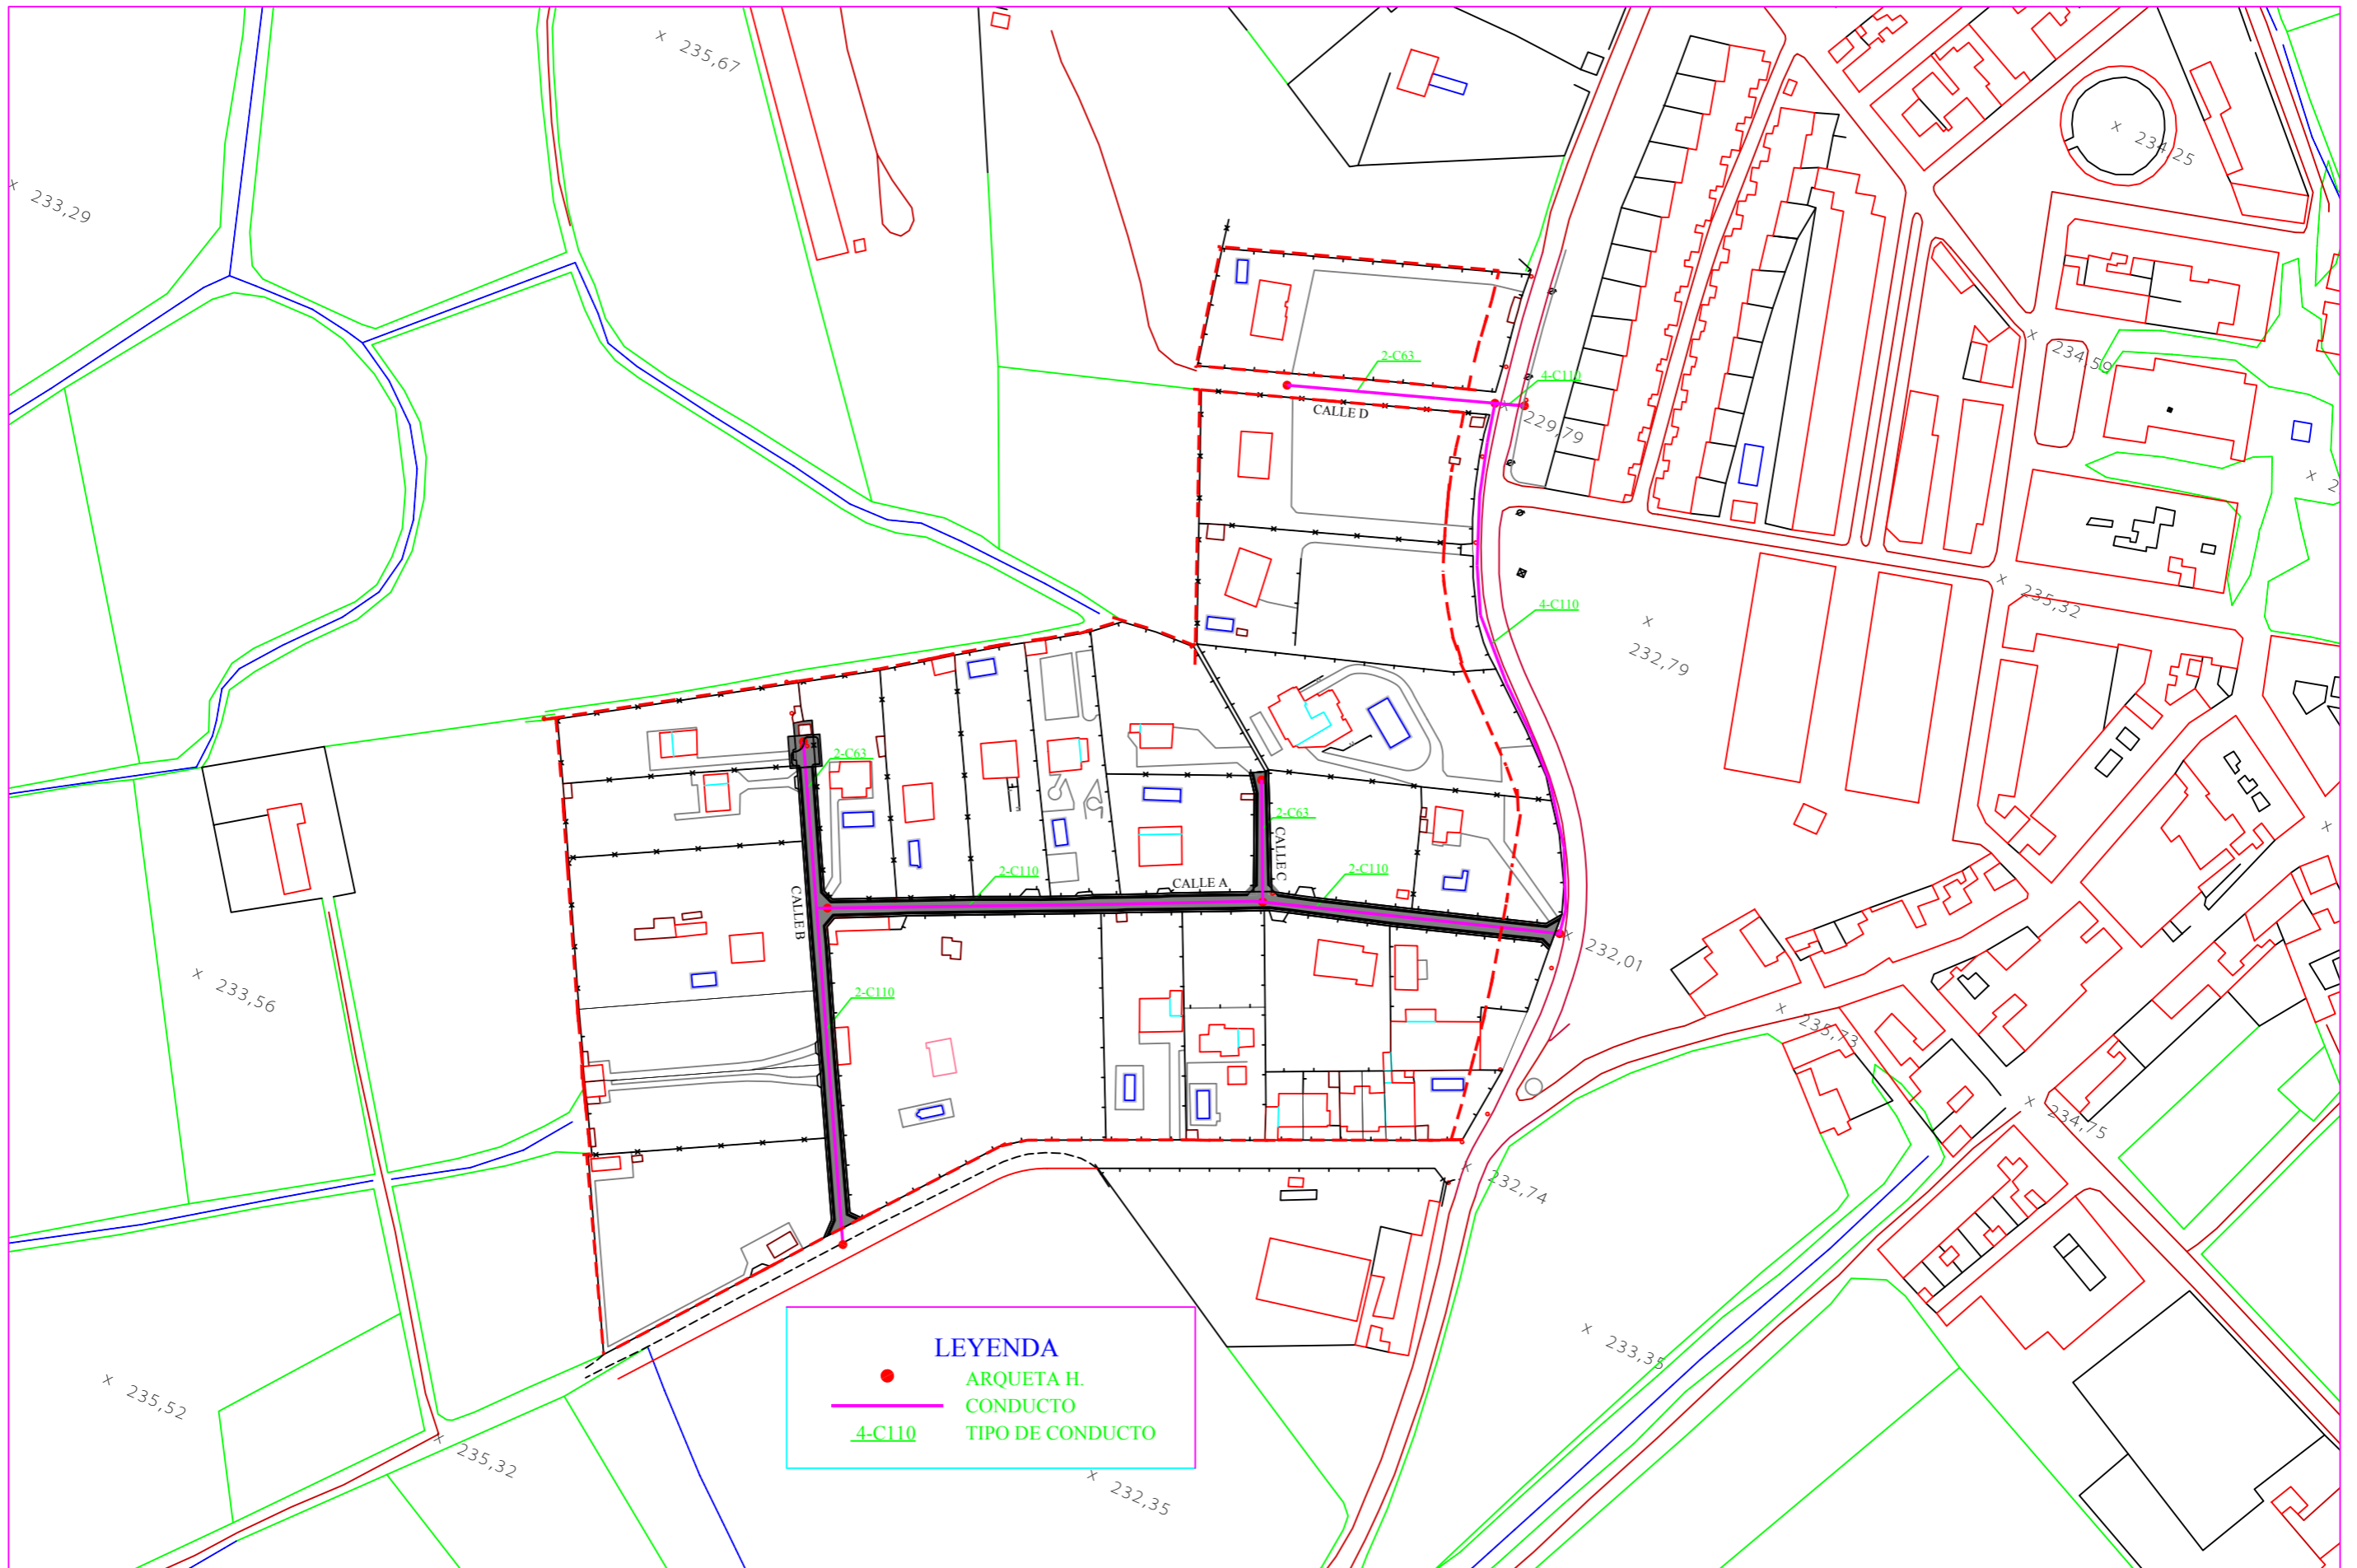 235,67
234,25
233,29
234,59
2-C63
4-C110
CALLE D
229,79
2
235,32
4-C110
232,79
2-C63
2-C63
CALLE C
2-C110
2-C110
CALLE A
CALLE B
232,01
233,56
2-C110
235,73
234,75
232,74
233,35
LEYENDA
ARQUETA H.
CONDUCTO
4-C110
TIPO DE CONDUCTO
235,52
235,32
232,35